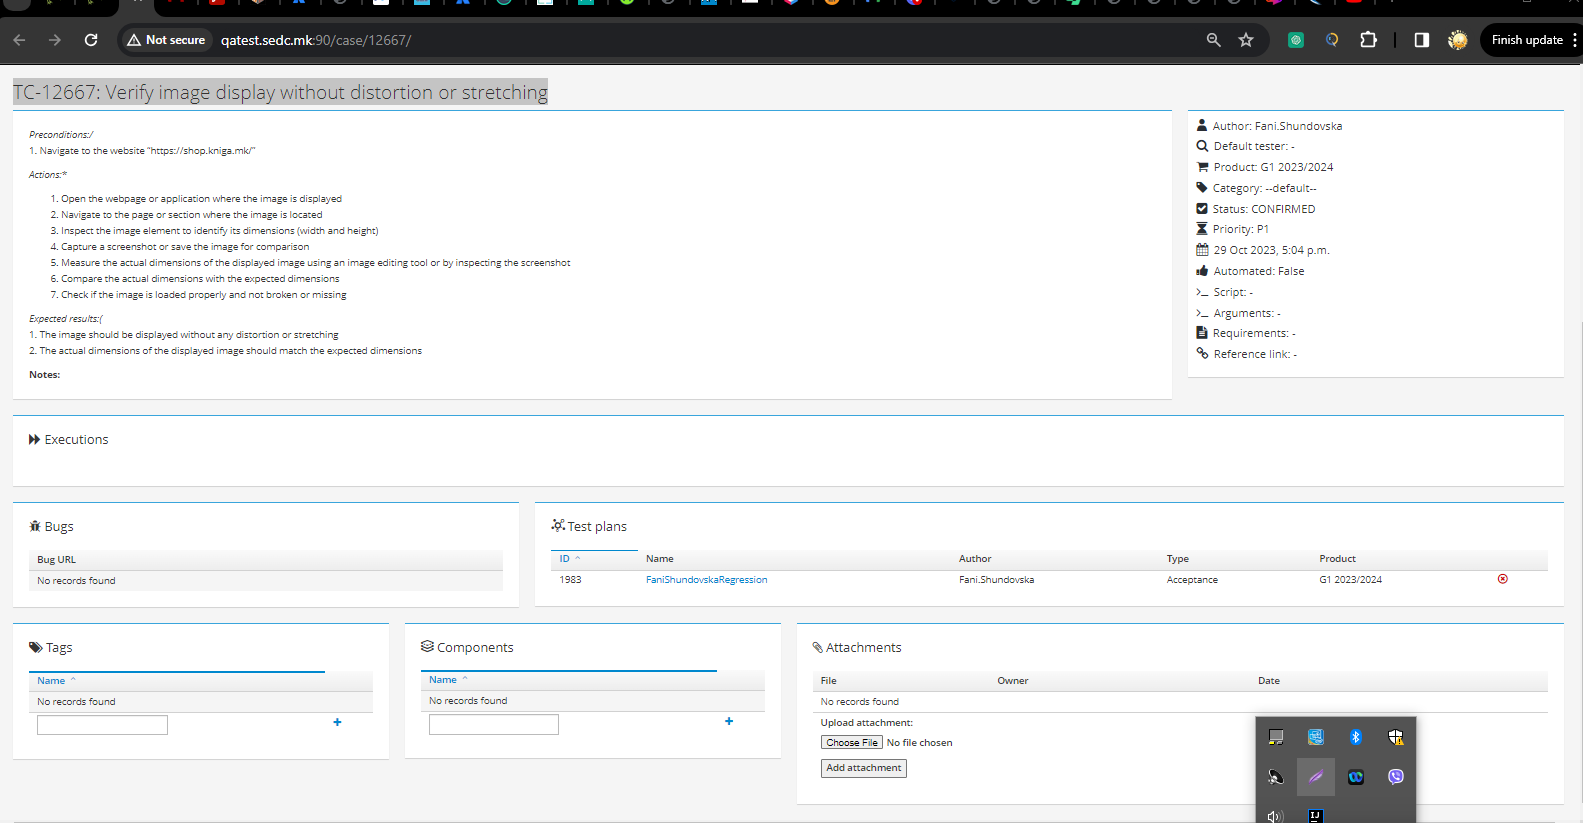 Not secure
qatest.sedc.mk:90/case/12667/
Finish update
TC-12667: Verify image display without distortion or stretching
Preconditions:/
1. Navigate to the website "https://shop.kniga.mk/"
Actions:*
1. Open the webpage or application where the image is displayed
2. Navigate to the page or section where the image is located
3. Inspect the image element to identify its dimensions (width and height)
4. Capture a screenshot or save the image for comparison
5. Measure the actual dimensions of the displayed image using an image editing tool or by inspecting the screenshot
6. Compare the actual dimensions with the expected dimensions
7. Check if the image is loaded properly and not broken or missing
Expected results:(
1. The image should be displayed without any distortion or stretching
2. The actual dimensions of the displayed image should match the expected dimensions
Notes:
Author: Fani.Shundovska
Default tester: -
Product: G1 2023/2024
Category: --default--
Status: CONFIRMED
Priority: P1
29 Oct 2023, 5:04 p.m.
Automated: False
Script: -
Arguments: -
Requirements: -
Reference link: -
Executions
Bugs
Bug URL
No records found
Test plans
ID Name Author Type Product
1983 FaniShundovskaRegression Fani.Shundovska Acceptance G1 2023/2024
Tags
Name
No records found
Components
Name
No records found
Attachments
File Owner Date
No records found
Upload attachment:
Choose File No file chosen
Add attachment
IJ